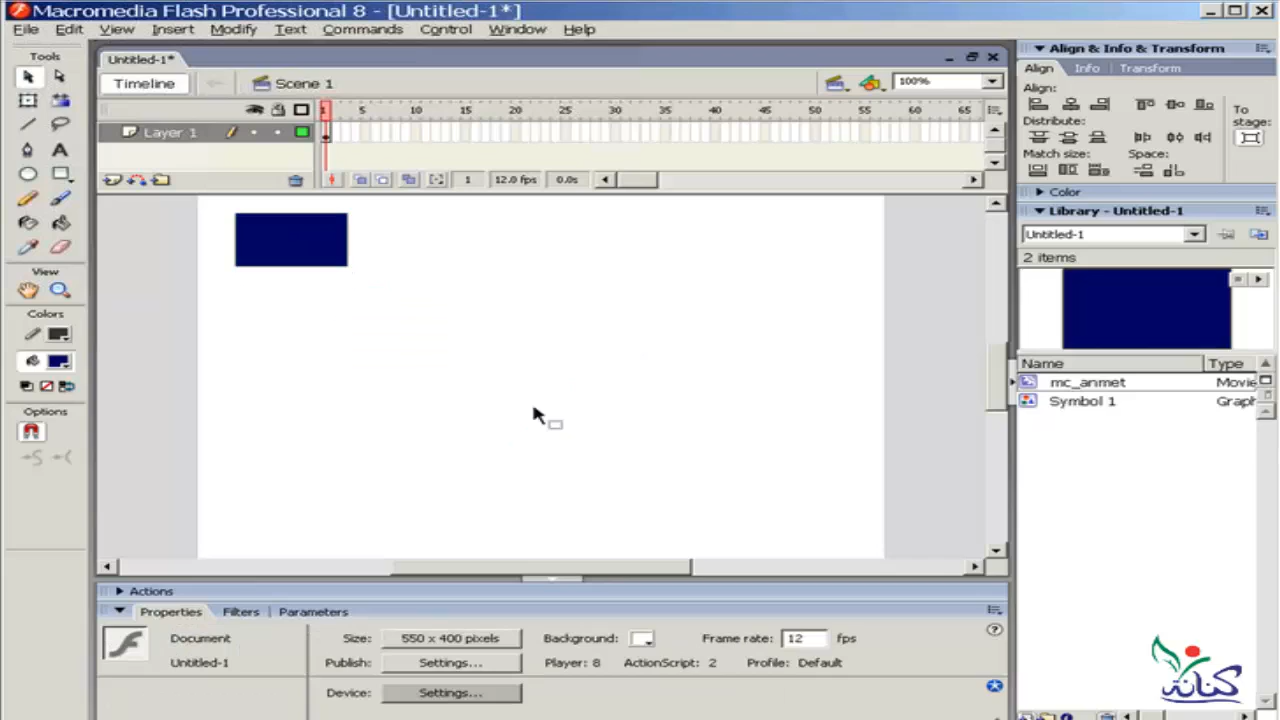 Macromedia Flash Professional 8 - [Untitled-1*]
File Edit View Insert Modify Text Commands Control Window Help
Tools
View
Colors
Options
Untitled-1*
Timeline
Scene 1
100%
1 5 10 15 20 25 30 35 40 45 50 55 60 65
Layer 1
1 12.0 fps 0.0s
Actions
Properties Filters Parameters
Document
Untitled-1
Size: 550 x 400 pixels Background: Frame rate: 12 fps
Publish: Settings... Player: 8 ActionScript: 2 Profile: Default
Device: Settings...
Align & Info & Transform
Align Info Transform
Align:
Distribute:
To
stage:
Match size: Space:
Color
Library - Untitled-1
Untitled-1
2 items
Name Type
mc_anmet Movie
Symbol 1 Graph
كنانة